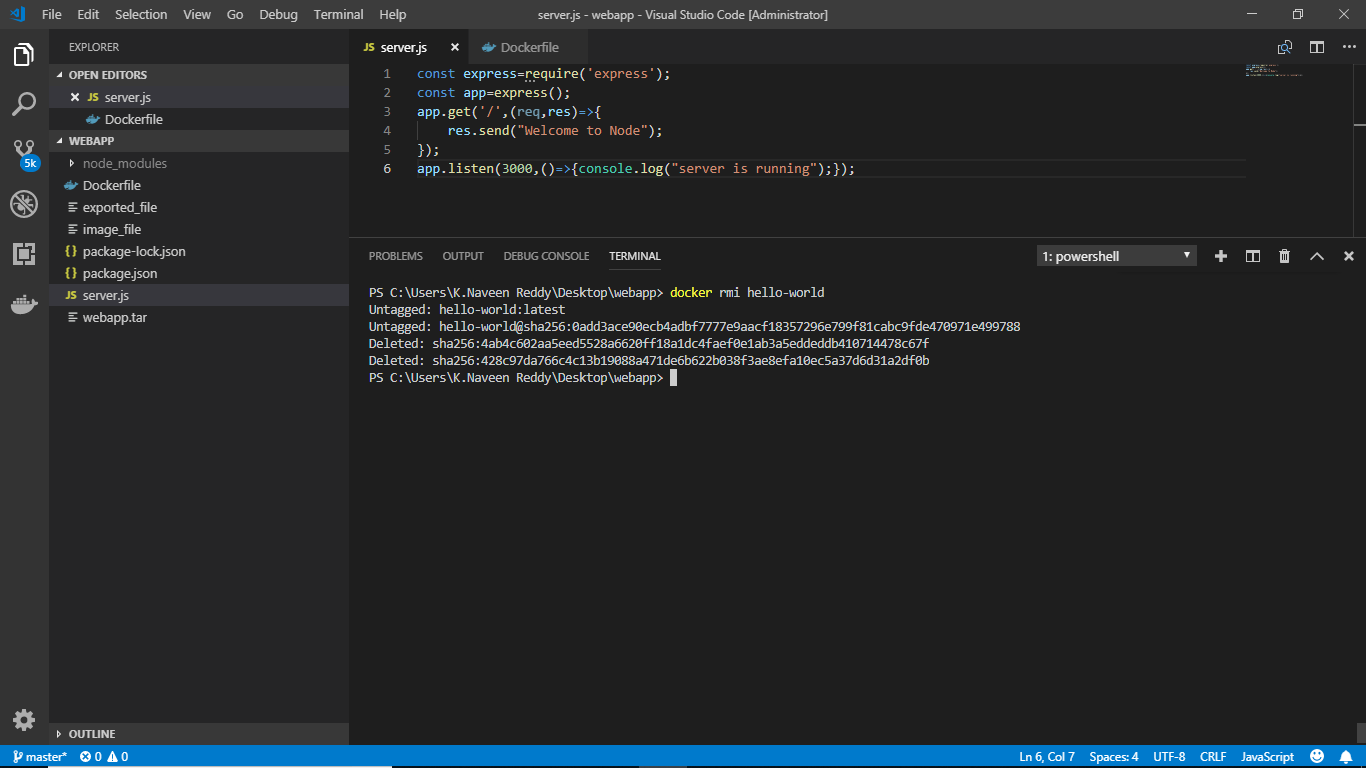 File Edit Selection View Go Debug Terminal Help server.js - webapp - Visual Studio Code [Administrator]
EXPLORER
OPEN EDITORS
JS server.js
Dockerfile
WEBAPP
node_modules
Dockerfile
exported_file
image_file
{} package-lock.json
{} package.json
JS server.js
webapp.tar
OUTLINE
5k
JS server.js Dockerfile
1 const express=require('express');
2 const app=express();
3 app.get('/',(req,res)=>{
4 res.send("Welcome to Node");
5 });
6 app.listen(3000,()=>{console.log("server is running");});
PROBLEMS OUTPUT DEBUG CONSOLE TERMINAL 1: powershell
PS C:\Users\K.Naveen Reddy\Desktop\webapp> docker rmi hello-world
Untagged: hello-world:latest
Untagged: hello-world@sha256:0add3ace90ecb4adbf7777e9aacf18357296e799f81cabc9fde470971e499788
Deleted: sha256:4ab4c602aa5eed5528a6620ff18a1dc4faef0e1ab3a5eddeddb410714478c67f
Deleted: sha256:428c97da766c4c13b19088a471de6b622b038f3ae8efa10ec5a37d6d31a2df0b
PS C:\Users\K.Naveen Reddy\Desktop\webapp>
master* 0 0 Ln 6, Col 7 Spaces: 4 UTF-8 CRLF JavaScript